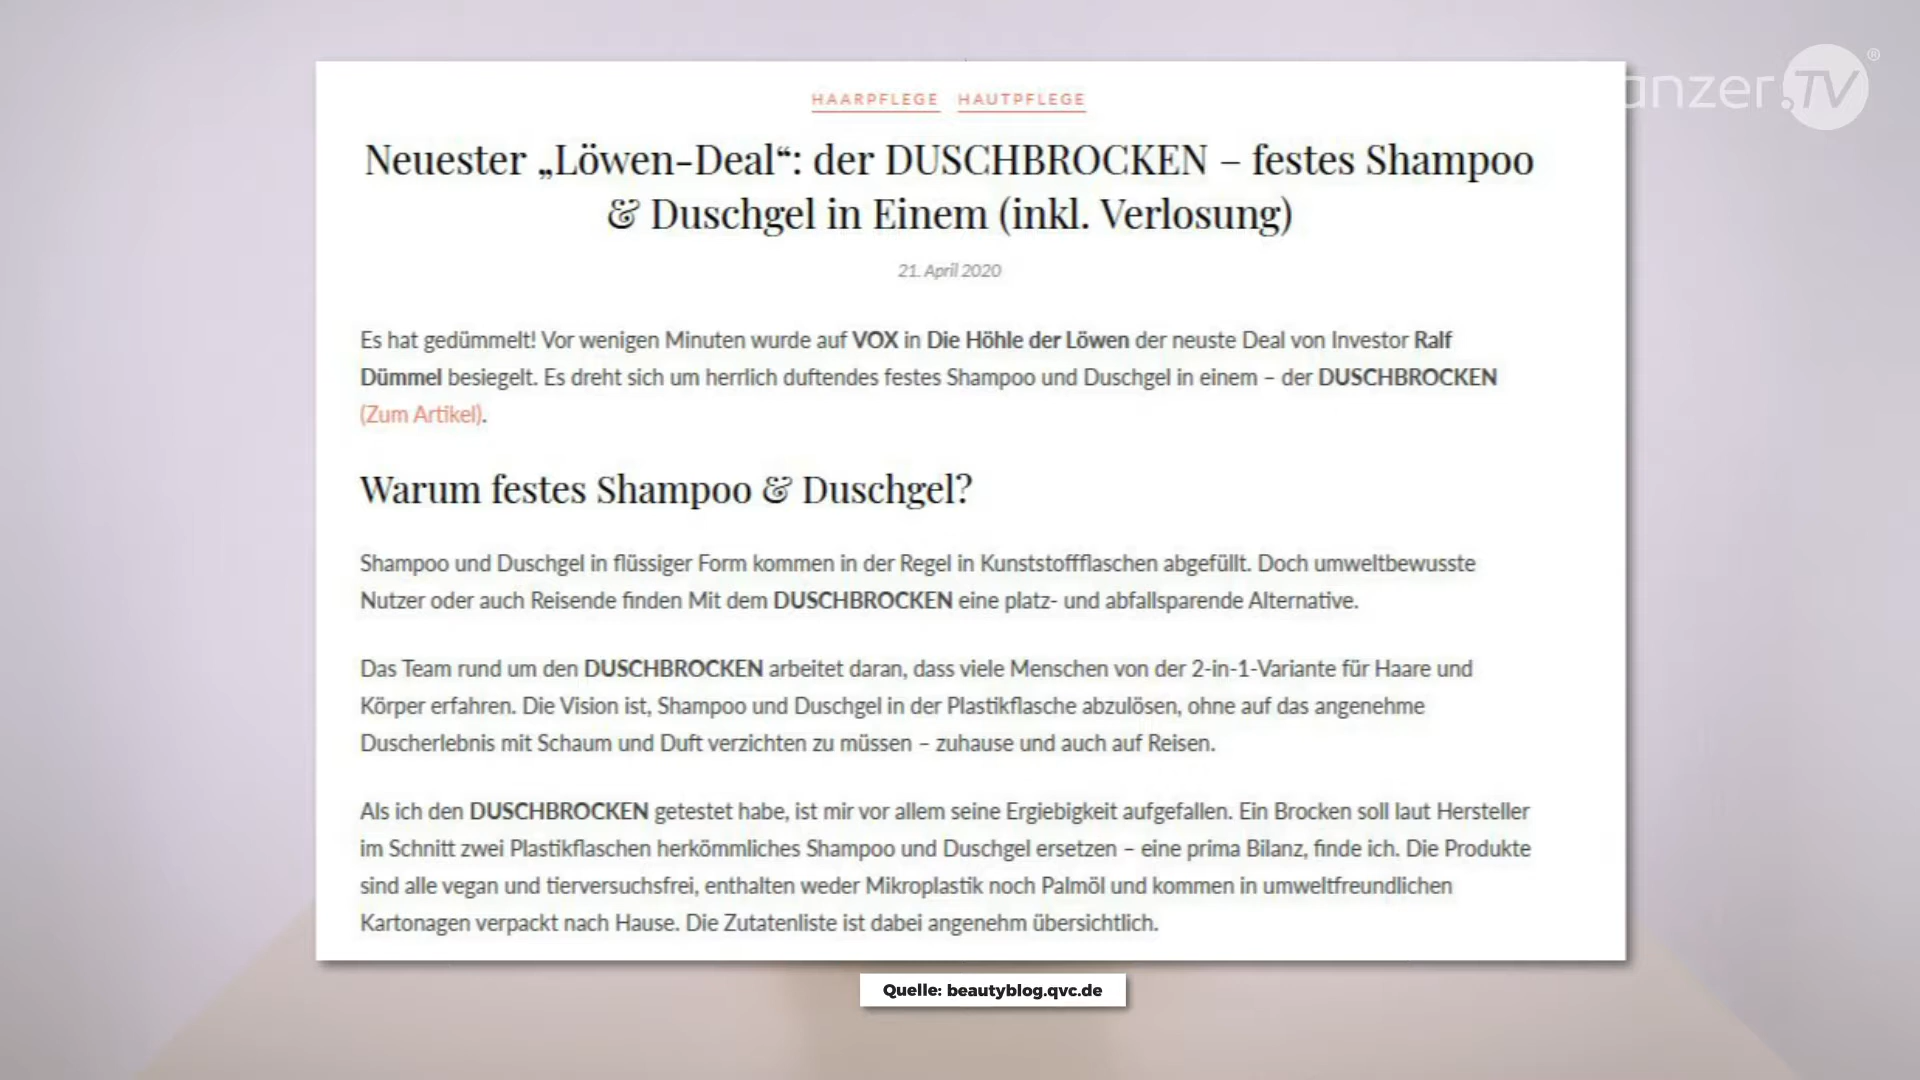 HAARPFLEGE HAUTPFLEGE
anzer.TV®
Neuester „Löwen-Deal“: der DUSCHBROCKEN – festes Shampoo
& Duschgel in Einem (inkl. Verlosung)
21. April 2020
Es hat gedümmelt! Vor wenigen Minuten wurde auf VOX in Die Höhle der Löwen der neuste Deal von Investor Ralf
Dümmel besiegelt. Es dreht sich um herrlich duftendes festes Shampoo und Duschgel in einem – der DUSCHBROCKEN
(Zum Artikel).
Warum festes Shampoo & Duschgel?
Shampoo und Duschgel in flüssiger Form kommen in der Regel in Kunststoffflaschen abgefüllt. Doch umweltbewusste
Nutzer oder auch Reisende finden Mit dem DUSCHBROCKEN eine platz- und abfallsparende Alternative.
Das Team rund um den DUSCHBROCKEN arbeitet daran, dass viele Menschen von der 2-in-1-Variante für Haare und
Körper erfahren. Die Vision ist, Shampoo und Duschgel in der Plastikflasche abzulösen, ohne auf das angenehme
Duscherlebnis mit Schaum und Duft verzichten zu müssen – zuhause und auch auf Reisen.
Als ich den DUSCHBROCKEN getestet habe, ist mir vor allem seine Ergiebigkeit aufgefallen. Ein Brocken soll laut Hersteller
im Schnitt zwei Plastikflaschen herkömmliches Shampoo und Duschgel ersetzen – eine prima Bilanz, finde ich. Die Produkte
sind alle vegan und tierversuchsfrei, enthalten weder Mikroplastik noch Palmöl und kommen in umweltfreundlichen
Kartonagen verpackt nach Hause. Die Zutatenliste ist dabei angenehm übersichtlich.
Quelle: beautyblog.qvc.de